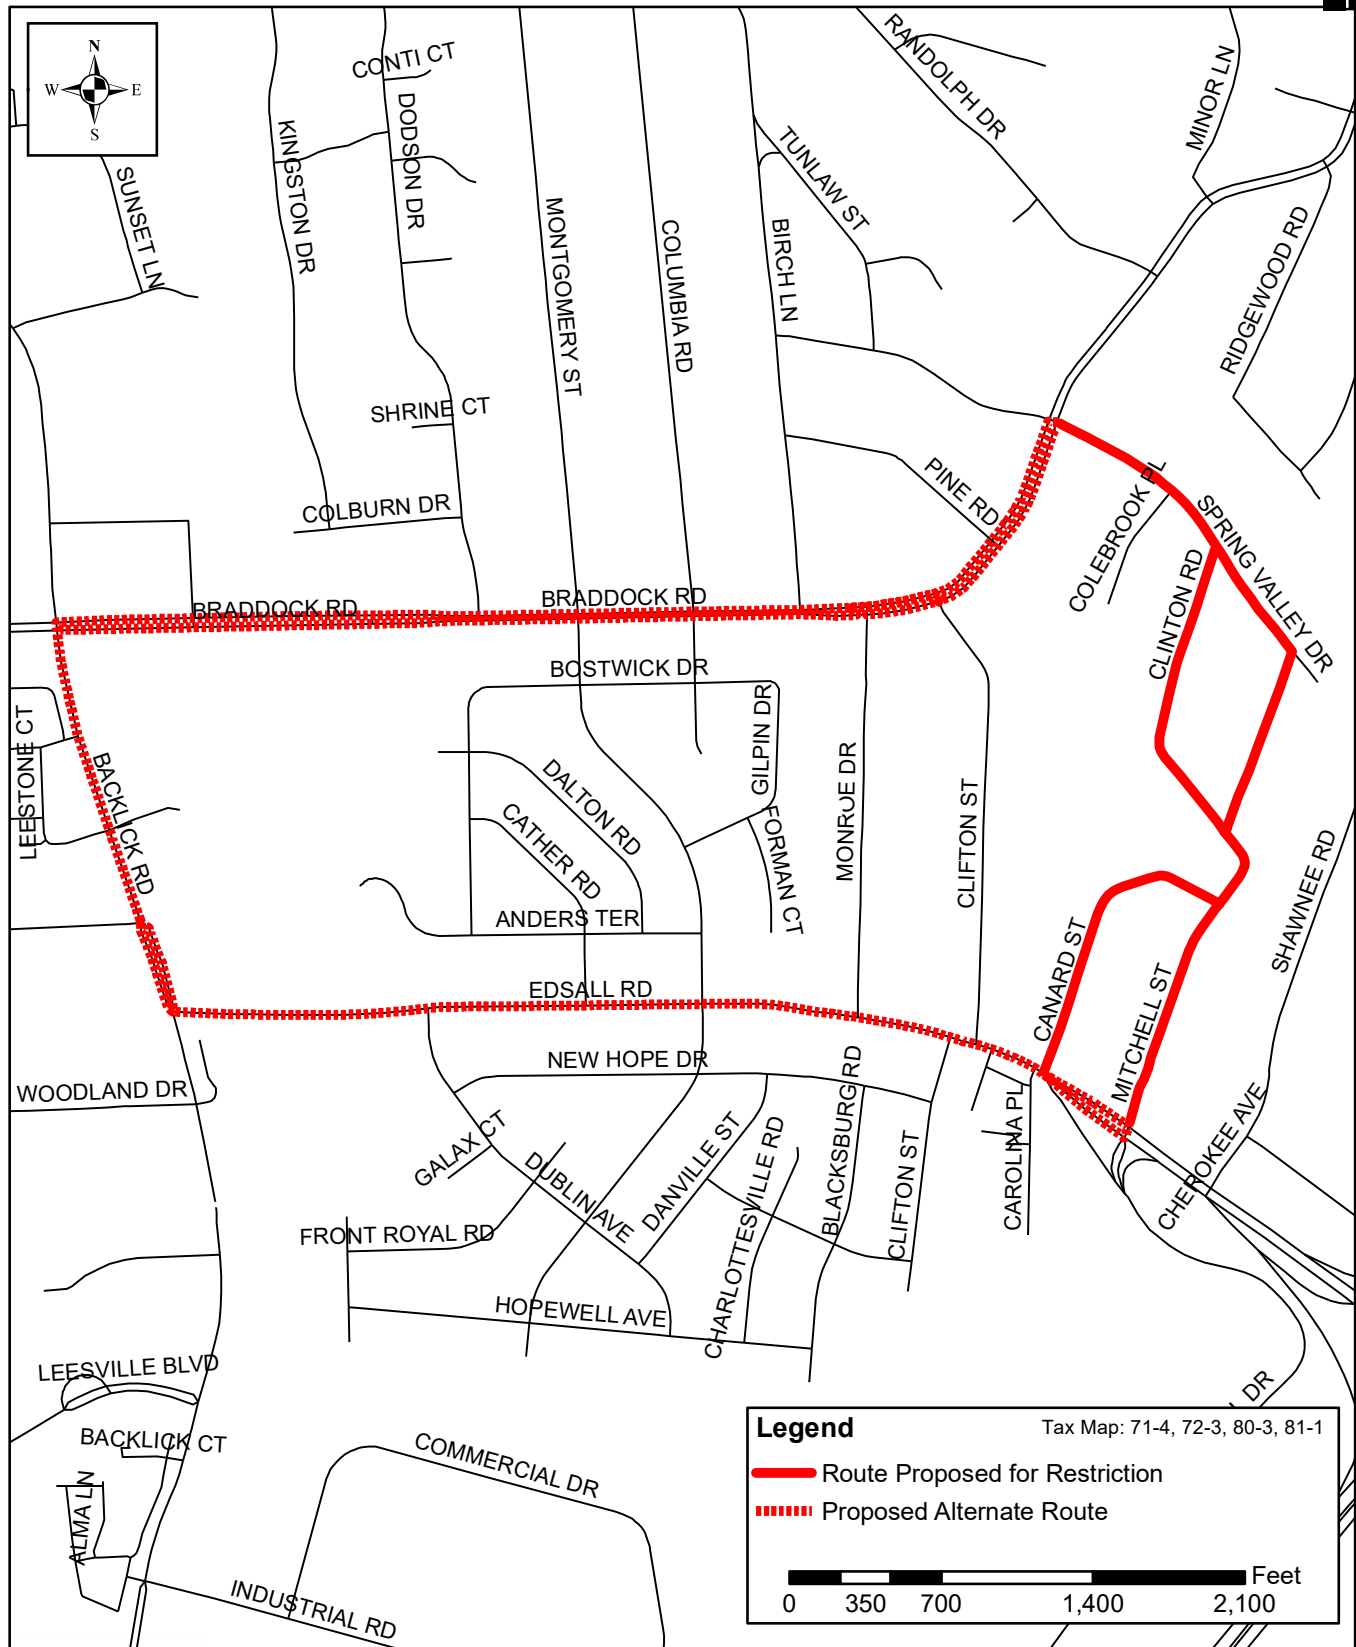 N
W E
S
CONTI CT
RANDOLPH DR
MINOR LN
KINGSTON DR
DODSON DR
TUNLAW ST
SUNSET LN
MONTGOMERY ST
COLUMBIA RD
BIRCH LN
RIDGEWOOD RD
SHRINE CT
PINE RD
COLEBROOK PL
COLBURN DR
SPRING VALLEY DR
CLINTON RD
BRADDOCK RD
BRADDOCK RD
BOSTWICK DR
GILPIN DR
LEESTONE CT
BACKLICK RD
DALTON RD
CATHER RD
FORMAN CT
MONROE DR
CLIFTON ST
SHAWNEE RD
ANDERS TER
CANARD ST
MITCHELL ST
EDSALL RD
NEW HOPE DR
WOODLAND DR
GALAX CT
DUBLIN AVE
DANVILLE ST
CHARLOTTESVILLE RD
BLACKSBURG RD
CLIFTON ST
CAROLINA PL
CHEROKEE AVE
FRONT ROYAL RD
HOPEWELL AVE
LEESVILLE BLVD
BACKLICK CT
ALMA LN
COMMERCIAL DR
INDUSTRIAL RD
DR
Legend Tax Map: 71-4, 72-3, 80-3, 81-1
Route Proposed for Restriction
Proposed Alternate Route
Feet
0 350 700 1,400 2,100